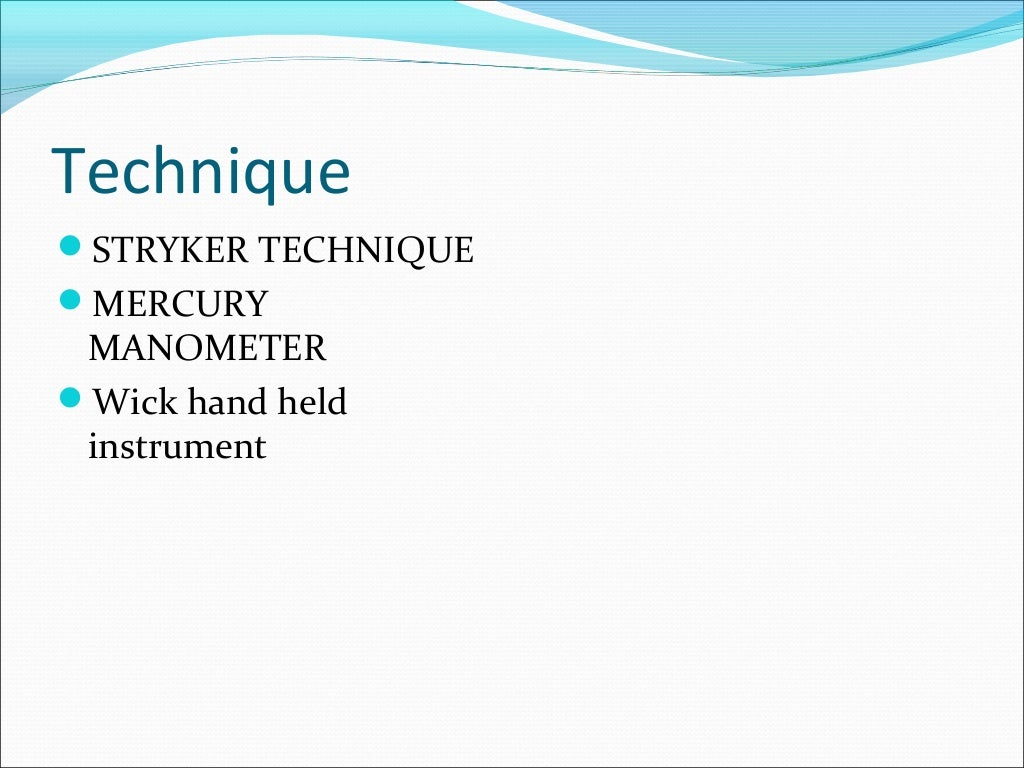 Technique
STRYKER TECHNIQUE
MERCURY
MANOMETER
Wick hand held
instrument